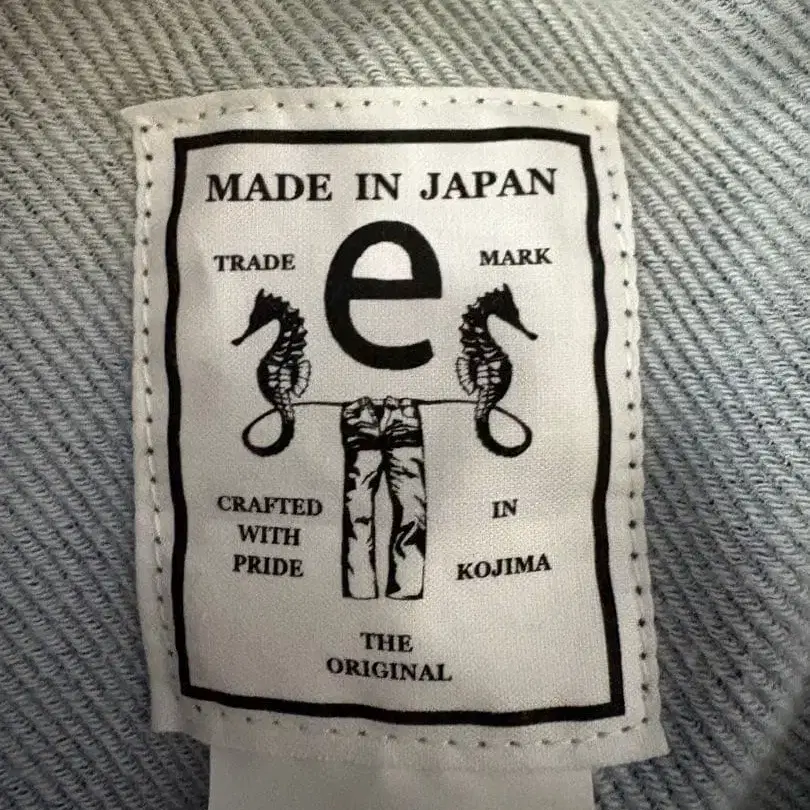 MADE IN JAPAN
e
TRADE MARK
CRAFTED
WITH
PRIDE
IN
KOJIMA
THE
ORIGINAL